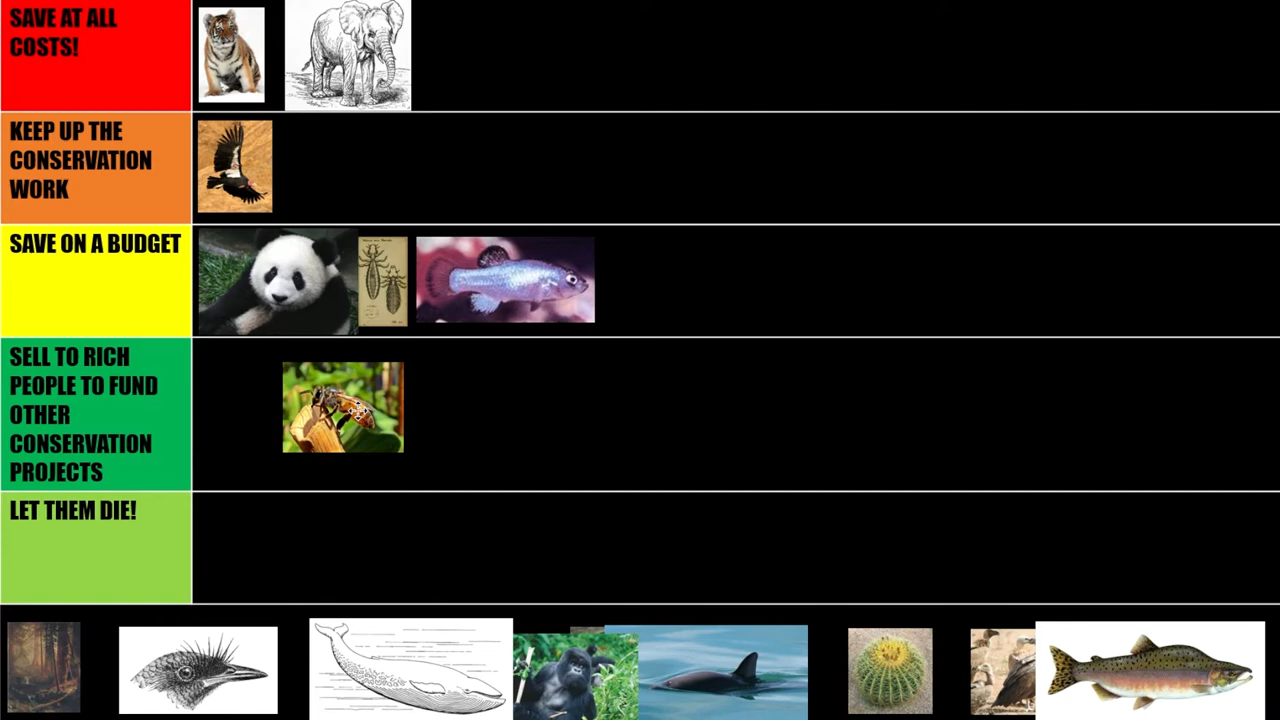 SAVE AT ALL
COSTS!
KEEP UP THE
CONSERVATION
WORK
SAVE ON A BUDGET
SELL TO RICH
PEOPLE TO FUND
OTHER
CONSERVATION
PROJECTS
LET THEM DIE!